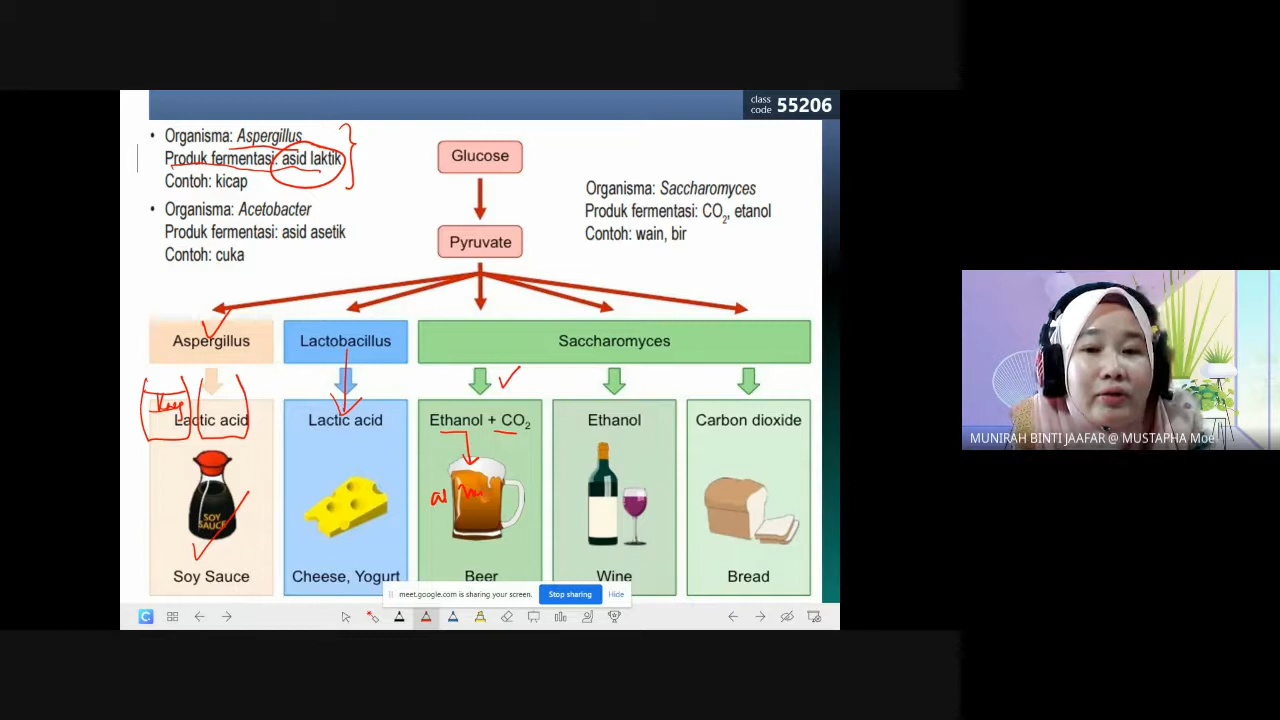 class
code 55206
• Organisma: Aspergillus
Produk fermentasi: asid laktik
Contoh: kicap
• Organisma: Acetobacter
Produk fermentasi: asid asetik
Contoh: cuka
Glucose
Pyruvate
Organisma: Saccharomyces
Produk fermentasi: CO2, etanol
Contoh: wain, bir
Aspergillus
Lactobacillus
Saccharomyces
Lactic acid
Lactic acid
Ethanol + CO2
Ethanol
Carbon dioxide
SOY
SAUCE
Soy Sauce
Cheese, Yogurt
Beer
Wine
Bread
meet.google.com is sharing your screen.
Stop sharing
Hide
C
MUNIRAH BINTI JAAFAR @ MUSTAPHA Moe